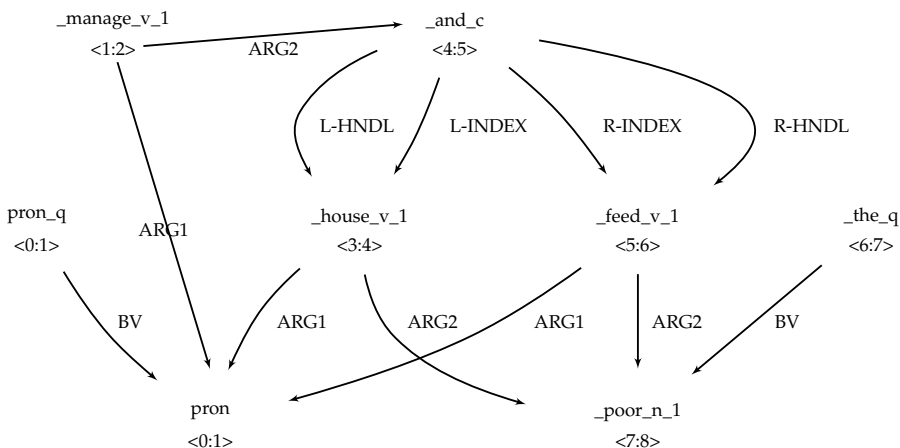 _manage_v_1
_and_c
<1:2>
<4:5>
ARG2
L-HNDL
L-INDEX
R-INDEX
R-HNDL
pron_q
_house_v_1
_feed_v_1
_the_q
<0:1>
ARG1
<3:4>
<5:6>
<6:7>
BV
ARG1
ARG2
ARG1
ARG2
BV
pron
_poor_n_1
<0:1>
<7:8>